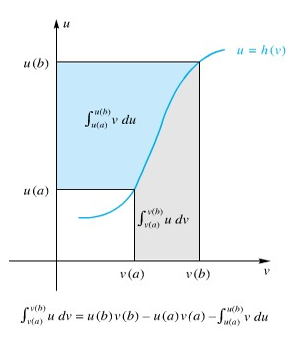 u
u = h(v)
u(b)
∫_{u(a)}^{u(b)} v du
u(a)
∫_{v(a)}^{v(b)} u dv
v(a) v(b) v
∫_{v(a)}^{v(b)} u dv = u(b)v(b) − u(a)v(a) − ∫_{u(a)}^{u(b)} v du